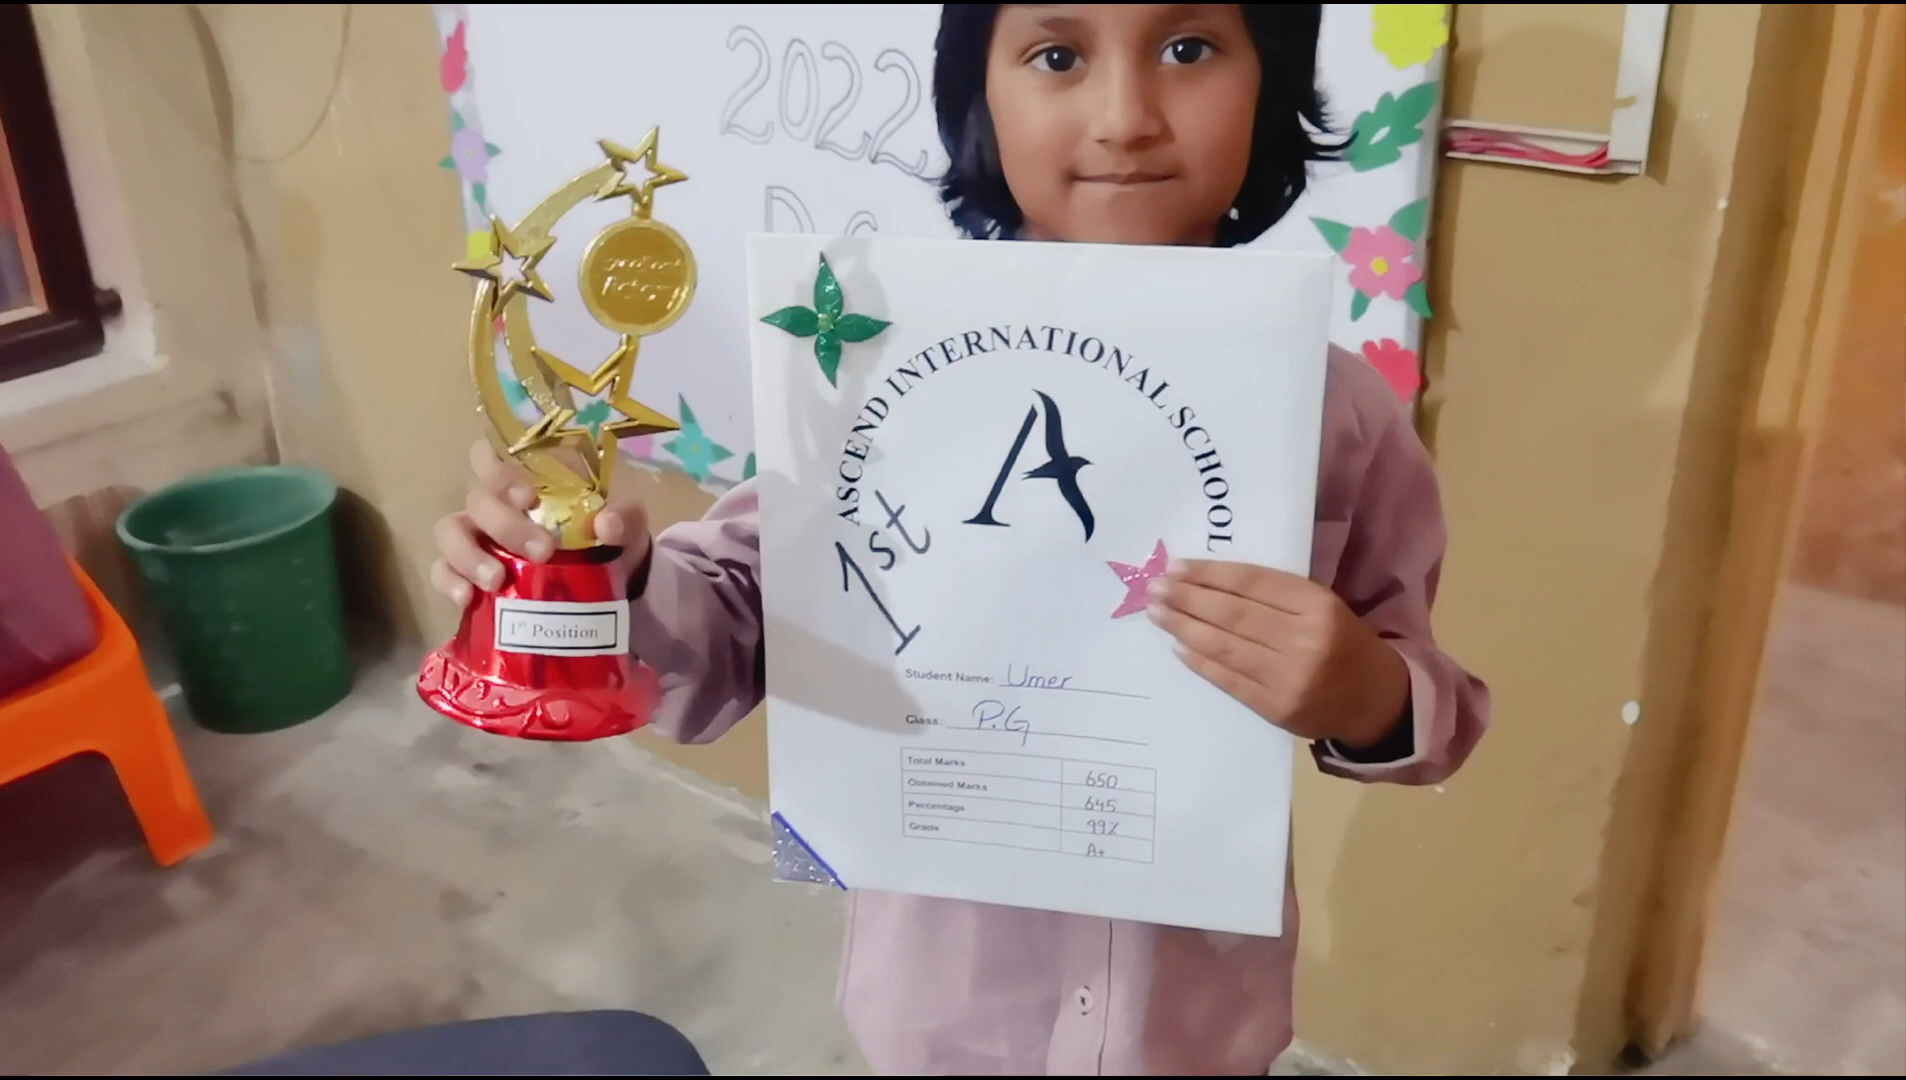 2022
P.G
1st Position
ASCEND INTERNATIONAL SCHOOL
A
1st
Student Name: Umer
Class: P.G
Total Marks 650
Obtained Marks 645
Percentage 99%
Grade A+